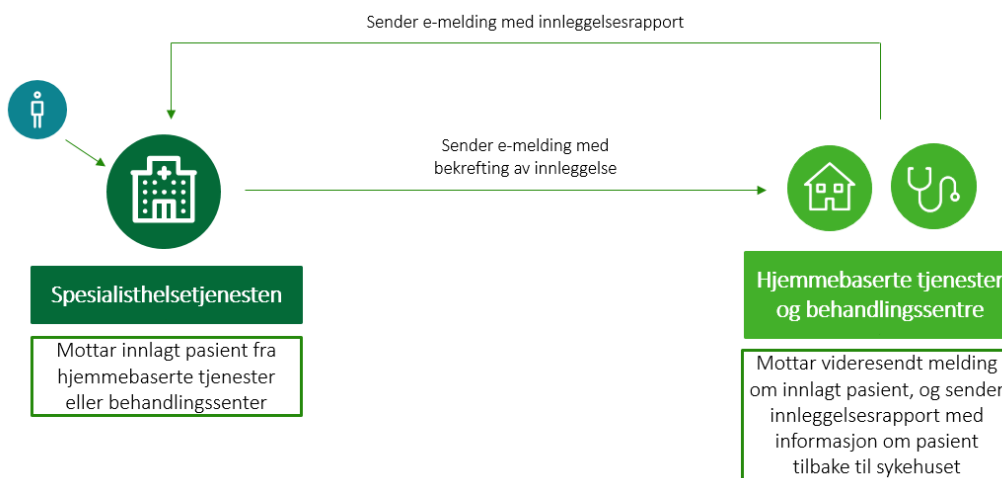 Sender e-melding med innleggelsesrapport
Sender e-melding med
bekrefting av innleggelse
Spesialisthelsetjenesten
Mottar innlagt pasient fra
hjemmebaserte tjenester
eller behandlingssenter
Hjemmebaserte tjenester
og behandlingssentre
Mottar videresendt melding
om innlagt pasient, og sender
innleggelsesrapport med
informasjon om pasient
tilbake til sykehuset